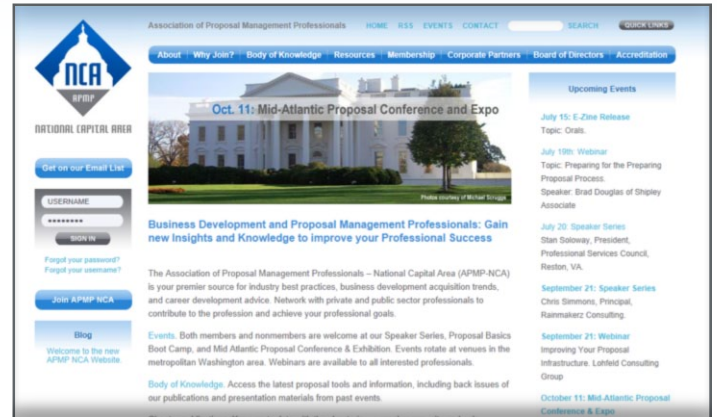 Association of Proposal Management Professionals HOME RSS EVENTS CONTACT SEARCH QUICK LINKS
About Why Join? Body of Knowledge Resources Membership Corporate Partners Board of Directors Accreditation
NCA
APMP
NATIONAL CAPITAL AREA
Get on our Email List
USERNAME
••••••••
SIGN IN
Forgot your password?
Forgot your username?
Join APMP NCA
Blog
Welcome to the new
APMP NCA Website.
Oct. 11: Mid-Atlantic Proposal Conference and Expo
Photos courtesy of Michael Scruggs
Business Development and Proposal Management Professionals: Gain
new Insights and Knowledge to improve your Professional Success
The Association of Proposal Management Professionals – National Capital Area (APMP-NCA)
is your premier source for industry best practices, business development acquisition trends,
and career development advice. Network with private and public sector professionals to
contribute to the profession and achieve your professional goals.
Events. Both members and nonmembers are welcome at our Speaker Series, Proposal Basics
Boot Camp, and Mid Atlantic Proposal Conference & Exhibition. Events rotate at venues in the
metropolitan Washington area. Webinars are available to all interested professionals.
Body of Knowledge. Access the latest proposal tools and information, including back issues of
our publications and presentation materials from past events.
Upcoming Events
July 15: E-Zine Release
Topic: Orals.
July 19th: Webinar
Topic: Preparing for the Preparing
Proposal Process.
Speaker: Brad Douglas of Shipley
Associate
July 20: Speaker Series
Stan Soloway, President,
Professional Services Council,
Reston, VA.
September 21: Speaker Series
Chris Simmons, Principal,
Rainmakerz Consulting.
September 21: Webinar
Improving Your Proposal
Infrastructure. Lohfeld Consulting
Group
October 11: Mid-Atlantic Proposal
Conference & Expo